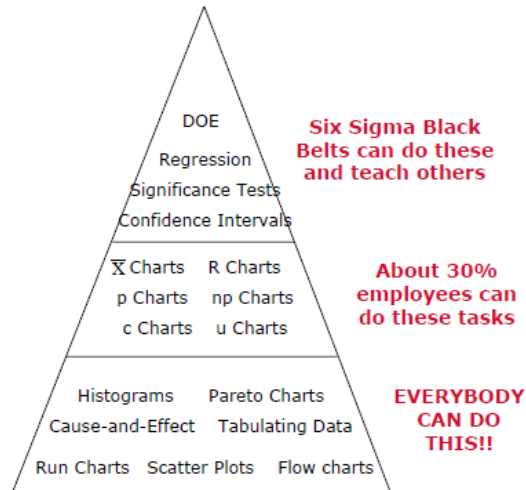 DOE
Regression
Significance Tests
Confidence Intervals
Six Sigma Black
Belts can do these
and teach others
X̅ Charts R Charts
p Charts np Charts
c Charts u Charts
About 30%
employees can
do these tasks
Histograms Pareto Charts
Cause-and-Effect Tabulating Data
Run Charts Scatter Plots Flow charts
EVERYBODY
CAN DO
THIS!!